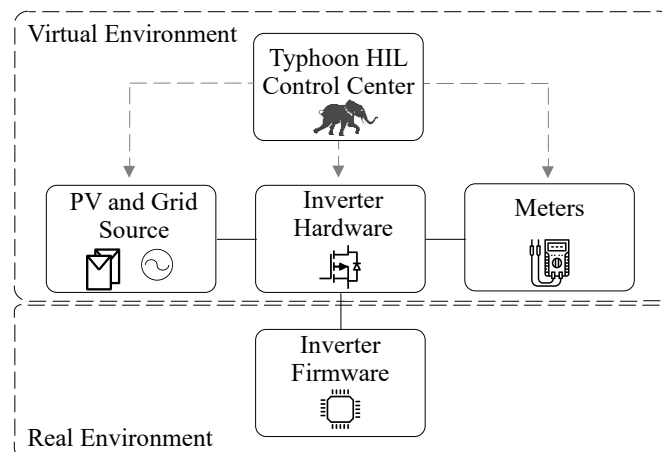 Virtual Environment
Typhoon HIL
Control Center
PV and Grid
Source
Inverter
Hardware
Meters
Inverter
Firmware
Real Environment